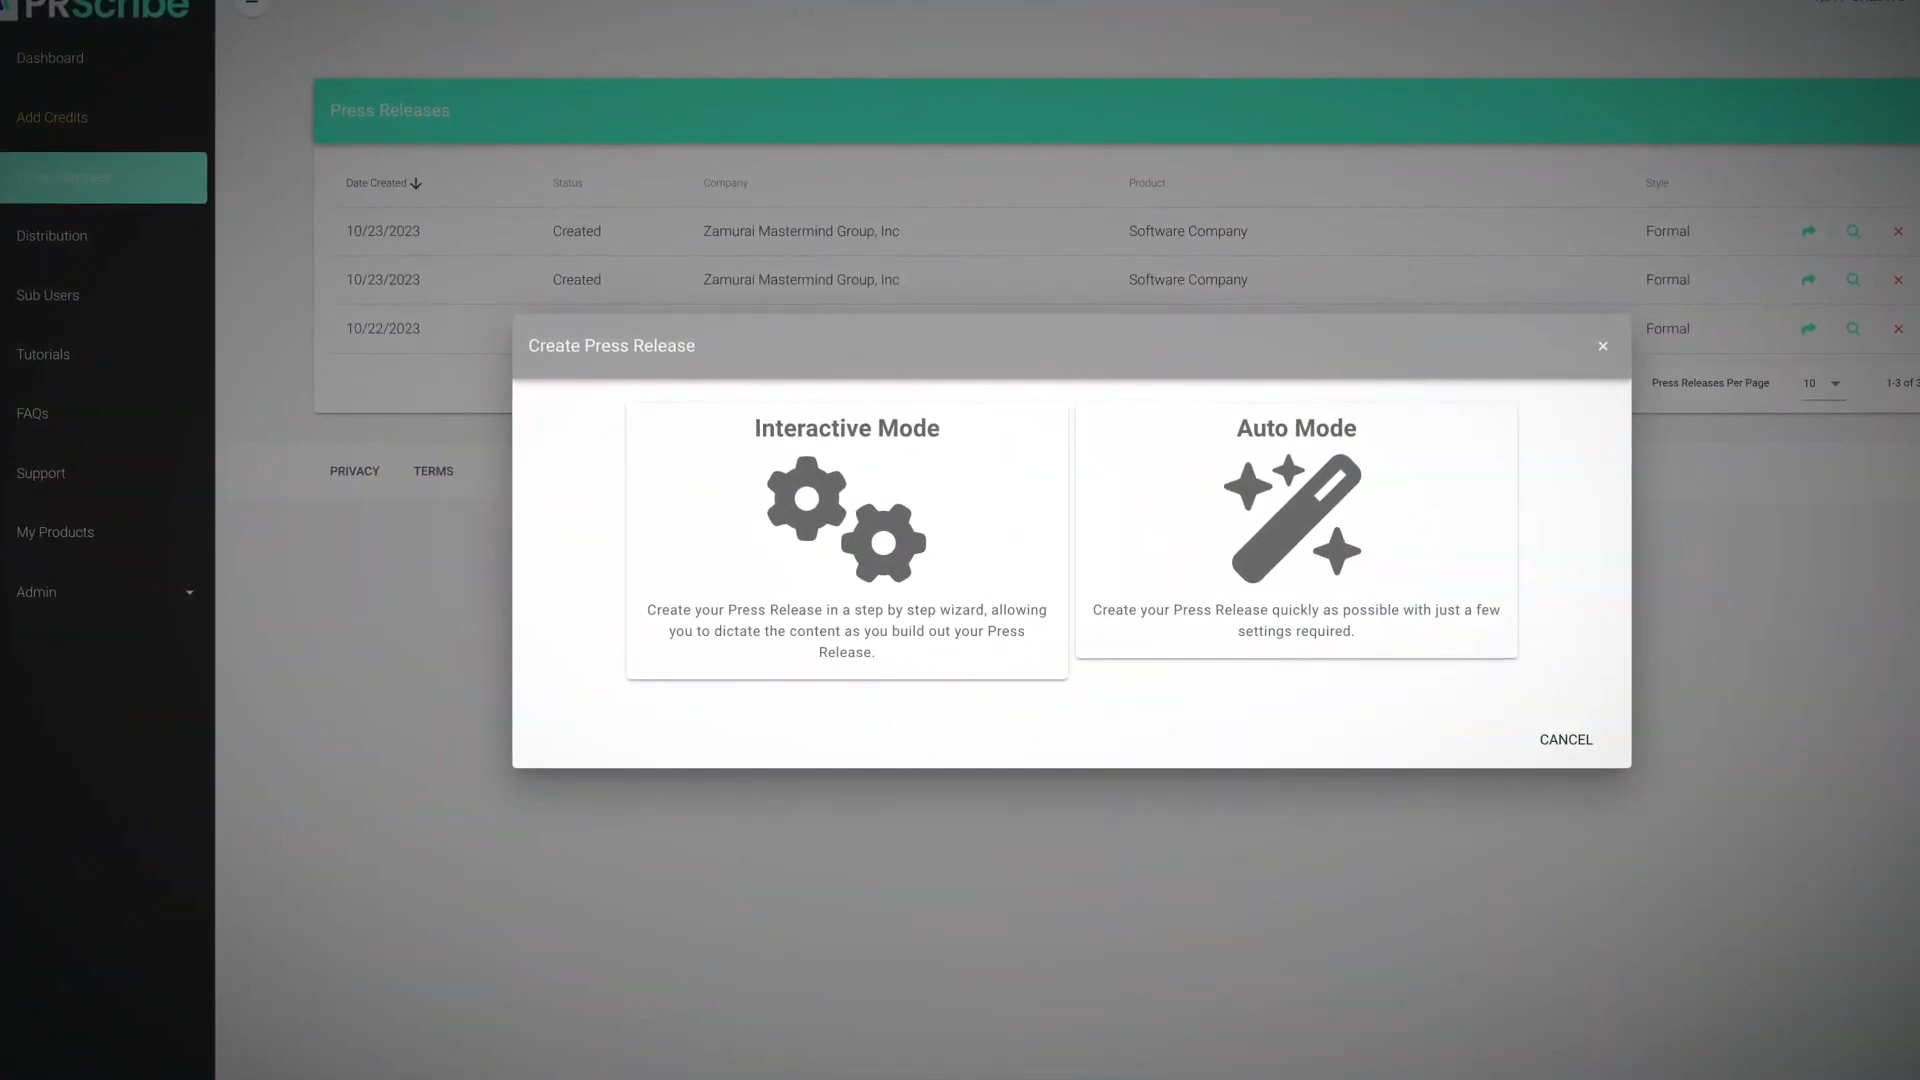 PRScribe
Dashboard
Add Credits
Distribution
Sub Users
Tutorials
FAQs
Support
My Products
Admin
Press Releases
Date Created Status Company Product Style
10/23/2023 Created Zamurai Mastermind Group, Inc Software Company Formal
10/23/2023 Created Zamurai Mastermind Group, Inc Software Company Formal
10/22/2023 Formal
Press Releases Per Page 10 1-3 of 3
PRIVACY TERMS
Create Press Release ×
Interactive Mode
Create your Press Release in a step by step wizard, allowing
you to dictate the content as you build out your Press
Release.
Auto Mode
Create your Press Release quickly as possible with just a few
settings required.
CANCEL